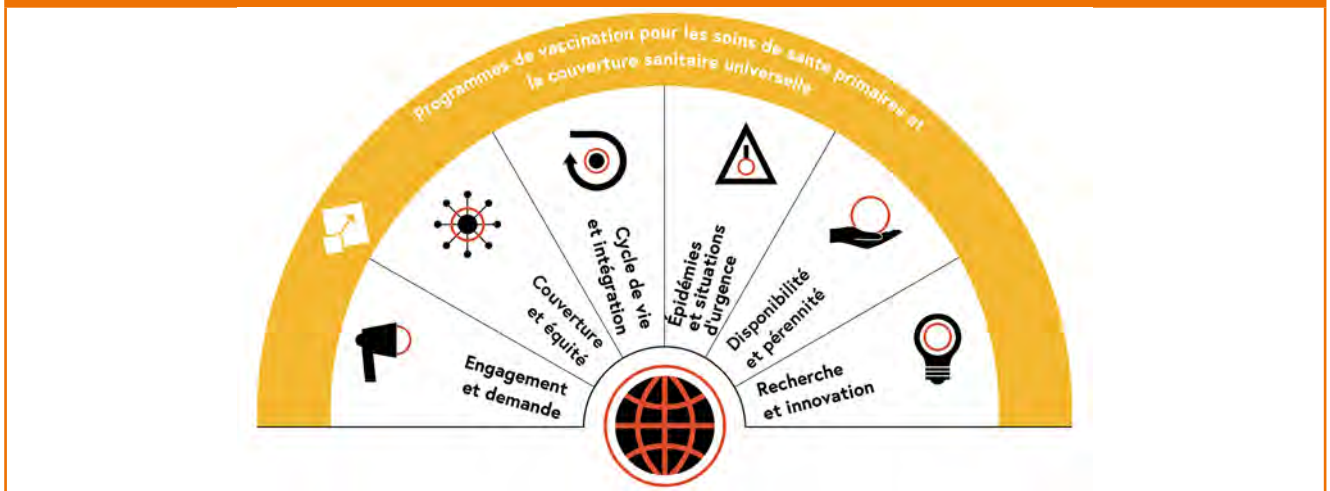 Programmes de vaccination pour les soins de santé primaires et
la couverture sanitaire universelle
Engagement
et demande
Couverture
et équité
Cycle de vie
et intégration
Épidémies
et situations
d'urgence
Disponibilité
et pérennité
Recherche
et innovation